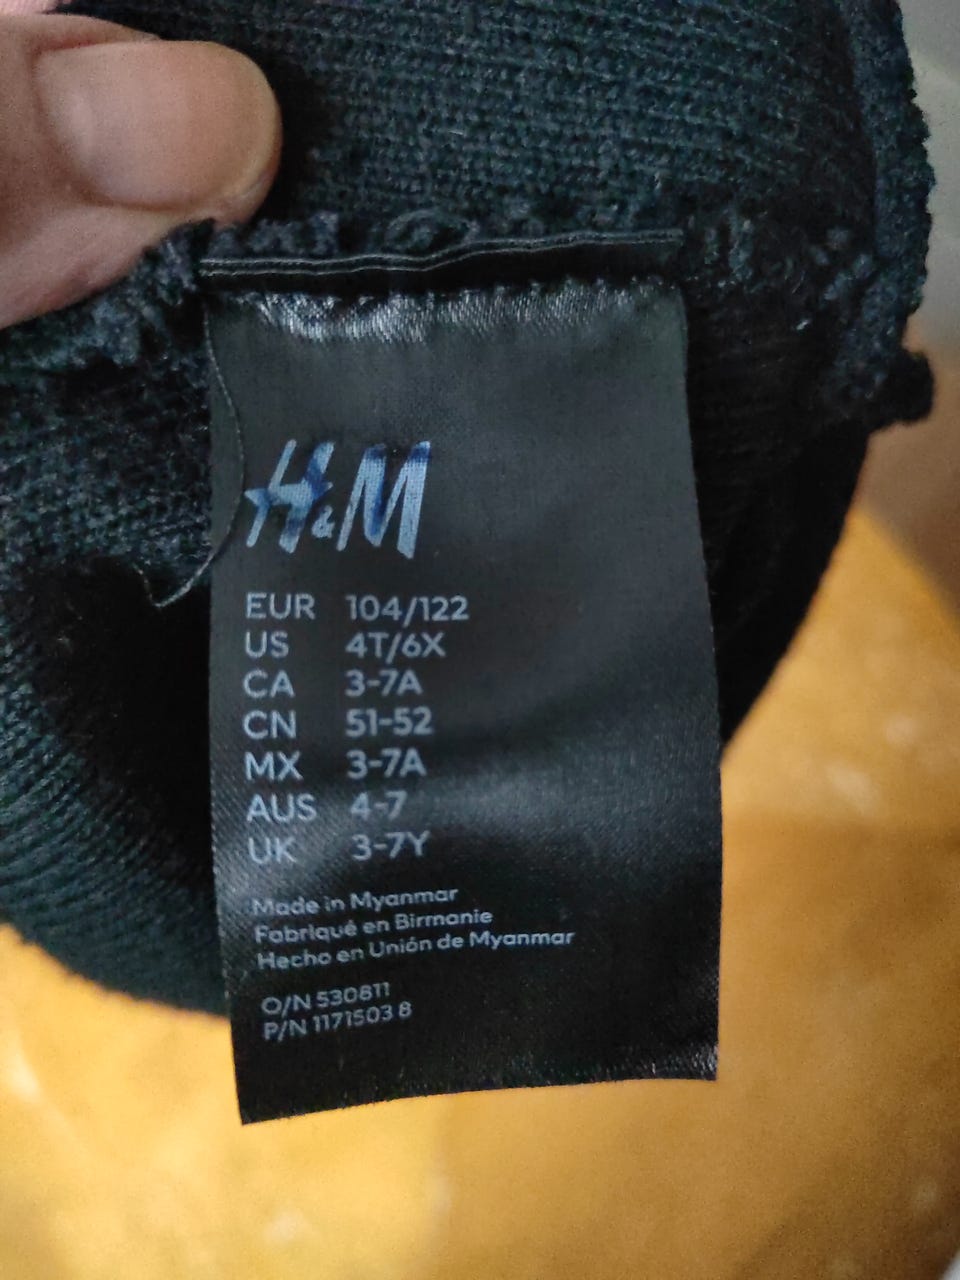 H&M
EUR 104/122
US 4T/6X
CA 3-7A
CN 51-52
MX 3-7A
AUS 4-7
UK 3-7Y
Made in Myanmar
Fabriqué en Birmanie
Hecho en Unión de Myanmar
O/N 530811
P/N 1171503 8